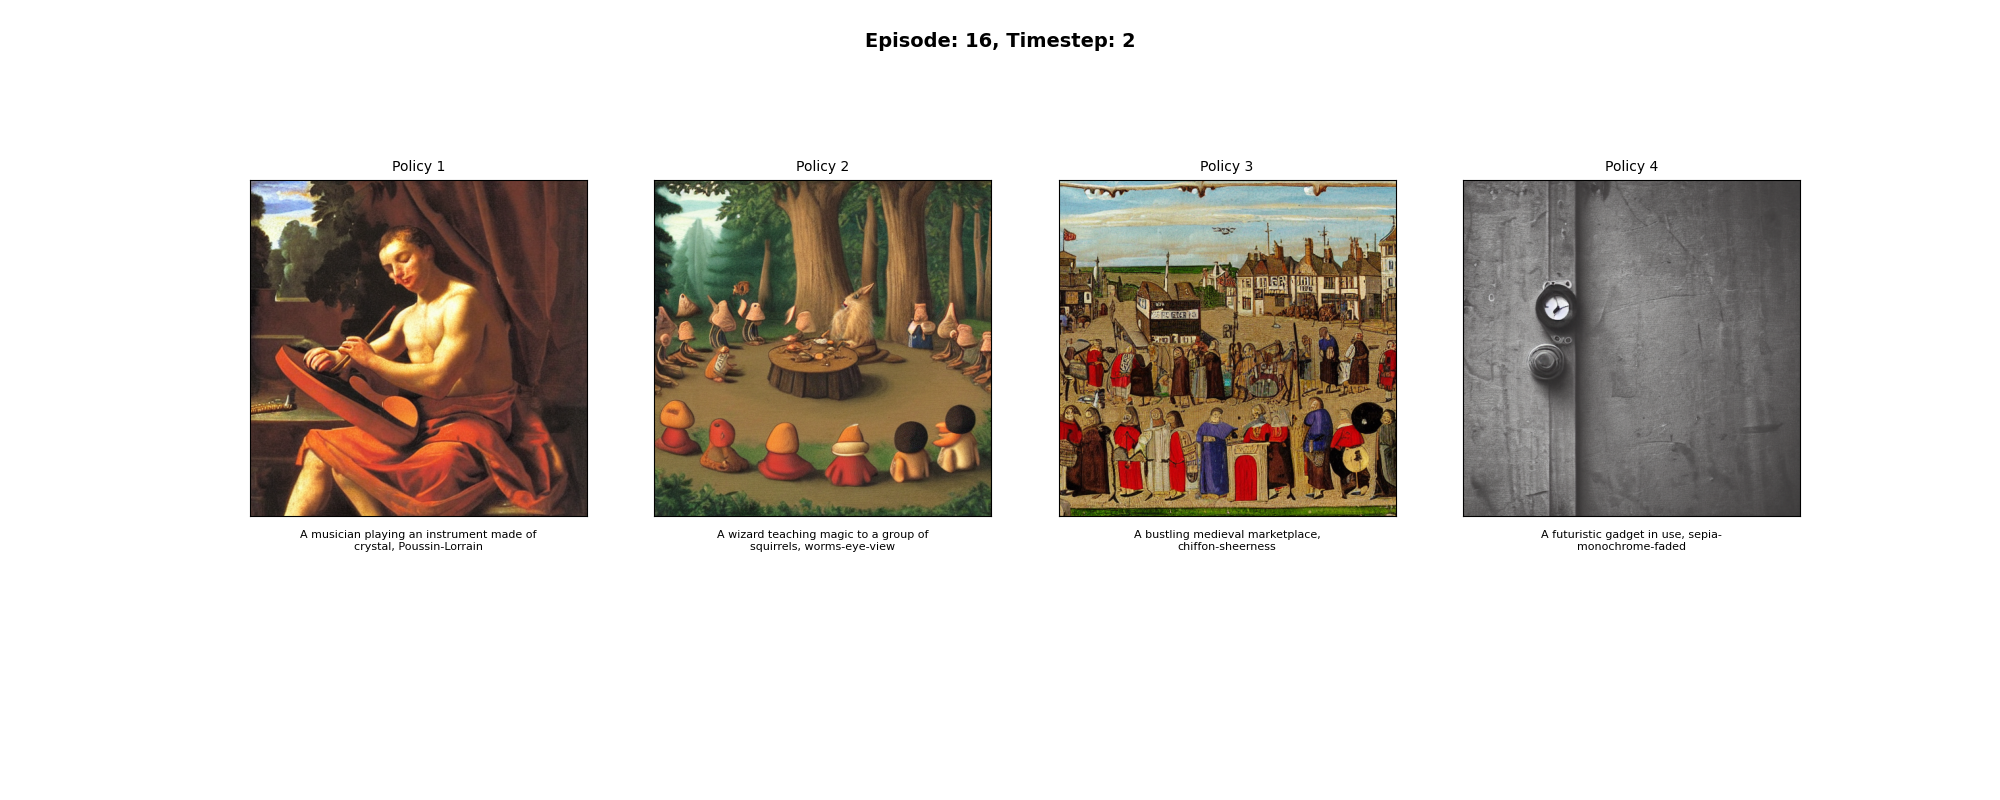 Episode: 16, Timestep: 2
Policy 1
Policy 2
Policy 3
Policy 4
A musician playing an instrument made of
crystal, Poussin-Lorrain
A wizard teaching magic to a group of
squirrels, worms-eye-view
A bustling medieval marketplace,
chiffon-sheerness
A futuristic gadget in use, sepia-
monochrome-faded